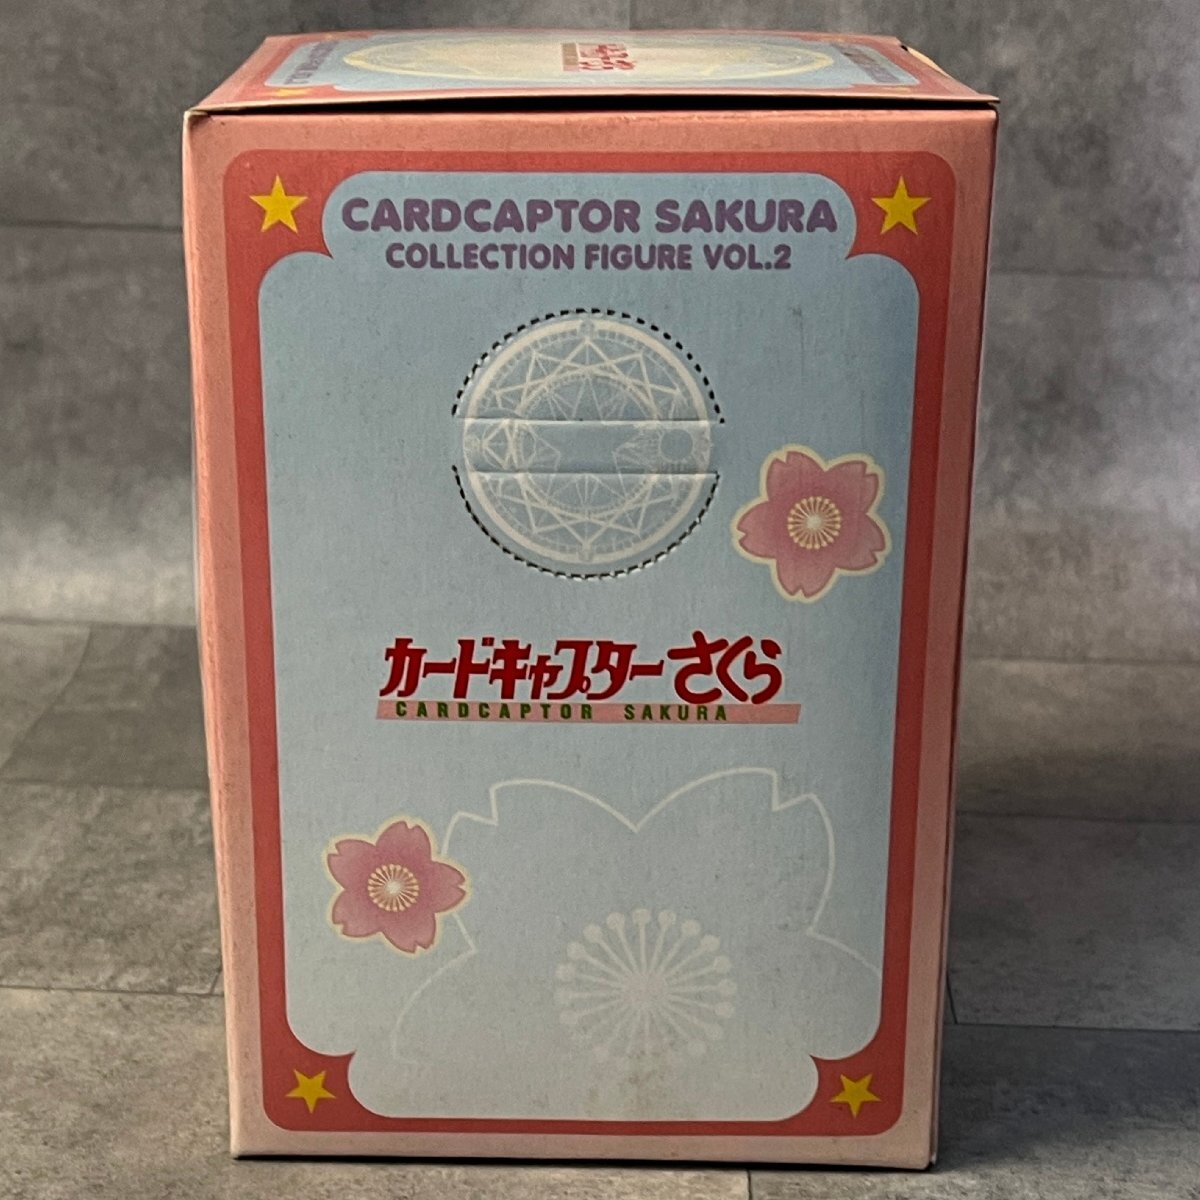 CARDCAPTOR SAKURA
COLLECTION FIGURE VOL.2
カードキャプターさくら
CARDCAPTOR SAKURA